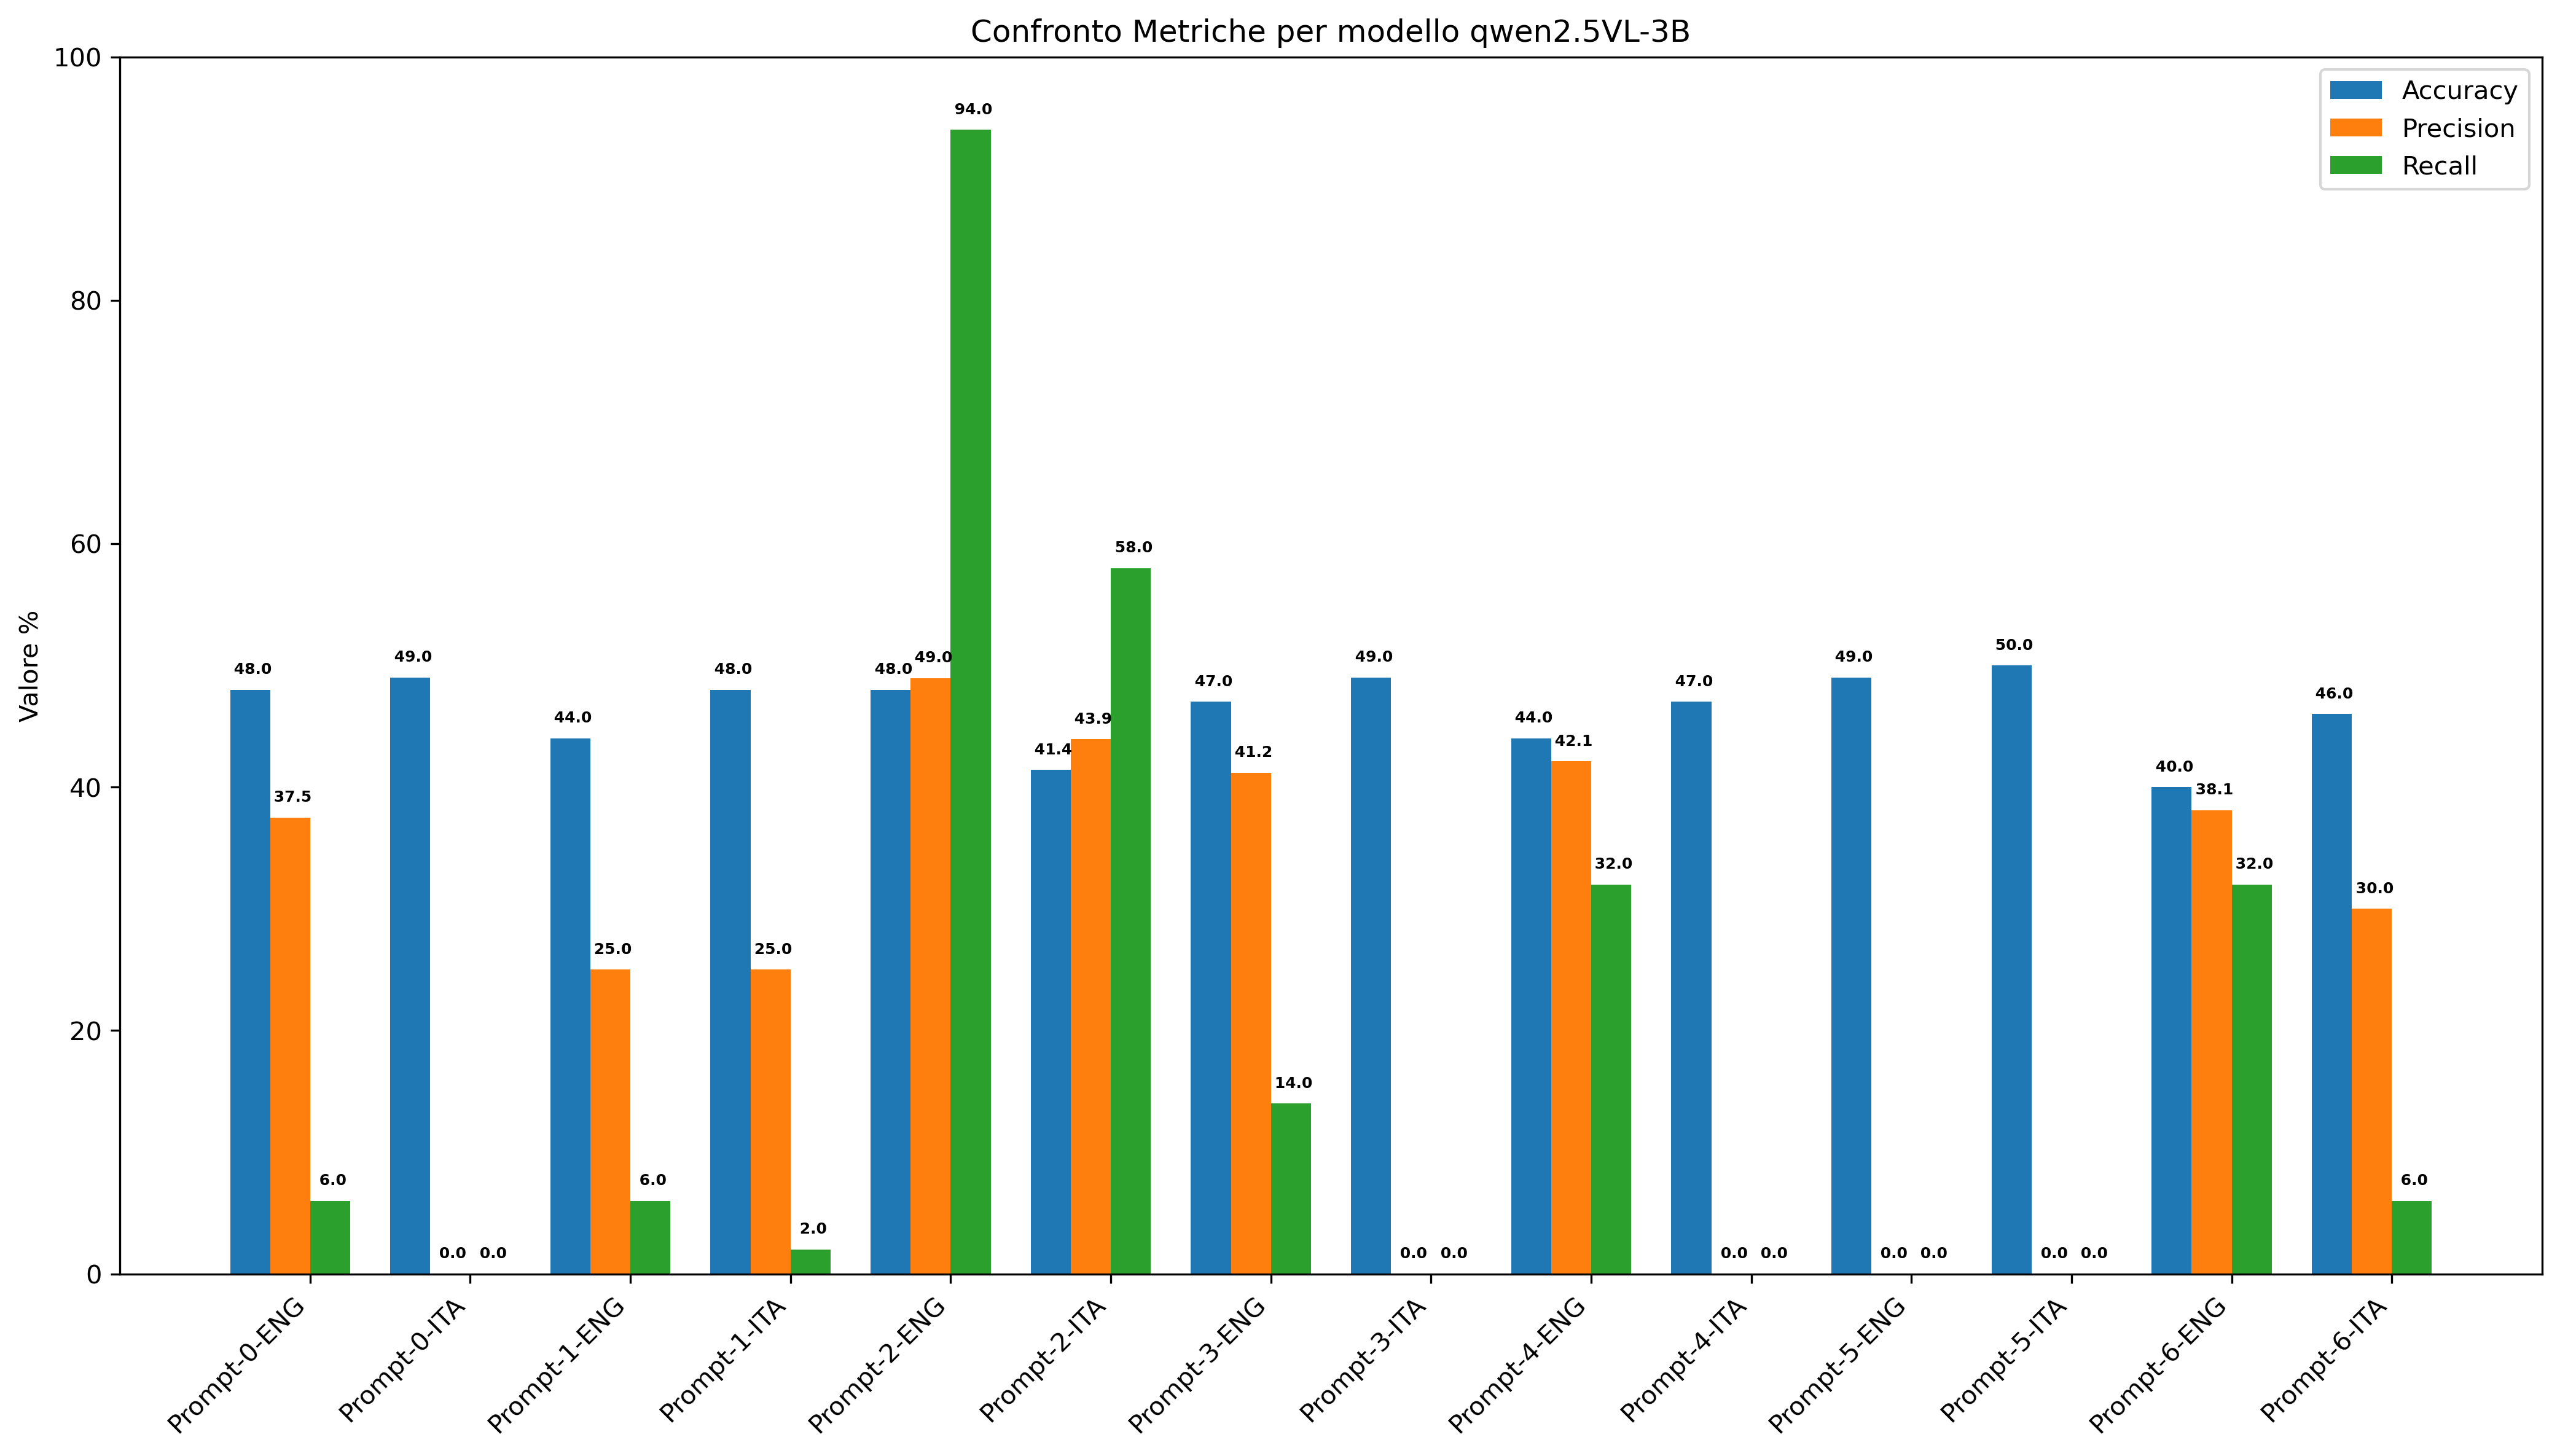 Confronto Metriche per modello qwen2.5VL-3B
Accuracy
Precision
Recall
Valore %
100
80
60
40
20
0
48.0 37.5 6.0
49.0 0.0 0.0
44.0 25.0 6.0
48.0 25.0 2.0
48.0 49.0 94.0
41.4 43.9 58.0
47.0 41.2 14.0
49.0 0.0 0.0
44.0 42.1 32.0
47.0 0.0 0.0
49.0 0.0 0.0
50.0 0.0 0.0
40.0 38.1 32.0
46.0 30.0 6.0
Prompt-0-ENG
Prompt-0-ITA
Prompt-1-ENG
Prompt-1-ITA
Prompt-2-ENG
Prompt-2-ITA
Prompt-3-ENG
Prompt-3-ITA
Prompt-4-ENG
Prompt-4-ITA
Prompt-5-ENG
Prompt-5-ITA
Prompt-6-ENG
Prompt-6-ITA